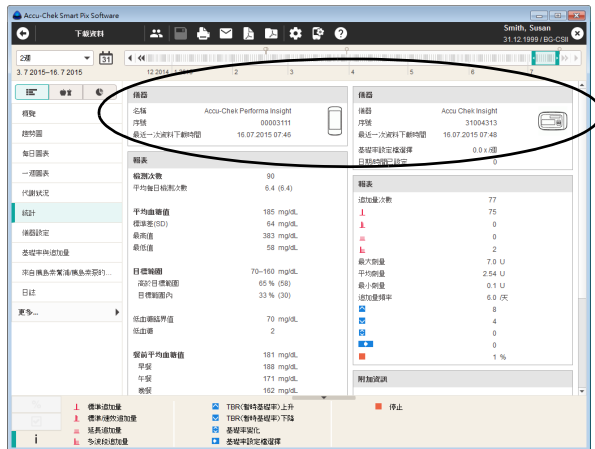 Accu-Chek Smart Pix Software
下載資料
Smith, Susan
31.12.1999 / BG-CSII
2週
31
3. 7 2015–16. 7 2015
12 2014
2
3
4
5
6
7
概覽
趨勢圖
每日圖表
一週圖表
代謝狀況
統計
儀器設定
基礎率與追加量
日誌
更多...
儀器
名稱 Accu-Chek Performa Insight
序號 00003111
最近一次資料下載時間 16.07.2015 07:46
報表
檢測次數 90
平均每日檢測次數 6.4 (6.4)
平均血糖值 185 mg/dL
標準差(SD) 64 mg/dL
最高值 383 mg/dL
最低值 58 mg/dL
目標範圍 70–160 mg/dL
高於目標範圍 65 % (58)
目標範圍內 33 % (30)
低血糖臨界值 70 mg/dL
低血糖 2
餐前平均血糖值 181 mg/dL
早餐 188 mg/dL
午餐 171 mg/dL
晚餐 162 mg/dL
儀器
儀器 Accu Chek Insight
序號 31004313
最近一次資料下載時間 16.07.2015 07:48
基礎率設定檔選擇 0.0 x /週
日期/時間已設定 0
報表
追加量次數 77
75
0
0
2
最大劑量 7.0 U
平均劑量 2.54 U
最小劑量 0.1 U
追加量頻率 6.0 /天
8
4
0
0
1 %
附加資訊
標準追加量
標準/速效追加量
延長追加量
多波段追加量
TBR(暫時基礎率)上升
TBR(暫時基礎率)下降
基礎率變化
基礎率設定檔選擇
停止
i